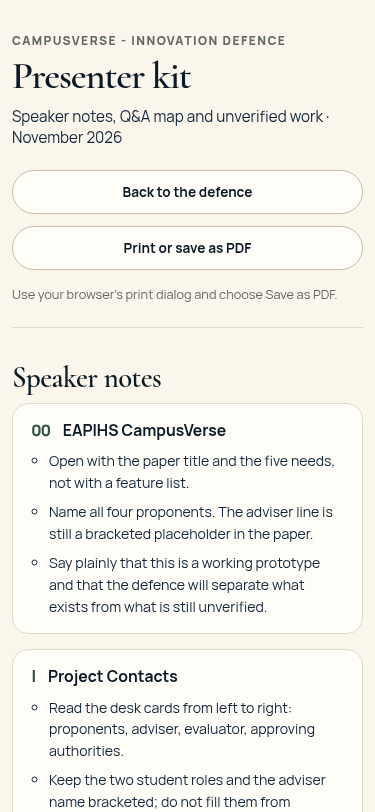 CAMPUSVERSE - INNOVATION DEFENCE
Presenter kit
Speaker notes, Q&A map and unverified work ·
November 2026
Back to the defence
Print or save as PDF
Use your browser's print dialog and choose Save as PDF.
Speaker notes
00 EAPIHS CampusVerse
Open with the paper title and the five needs,
not with a feature list.
Name all four proponents. The adviser line is
still a bracketed placeholder in the paper.
Say plainly that this is a working prototype
and that the defence will separate what
exists from what is still unverified.
I Project Contacts
Read the desk cards from left to right:
proponents, adviser, evaluator, approving
authorities.
Keep the two student roles and the adviser
name bracketed; do not fill them from